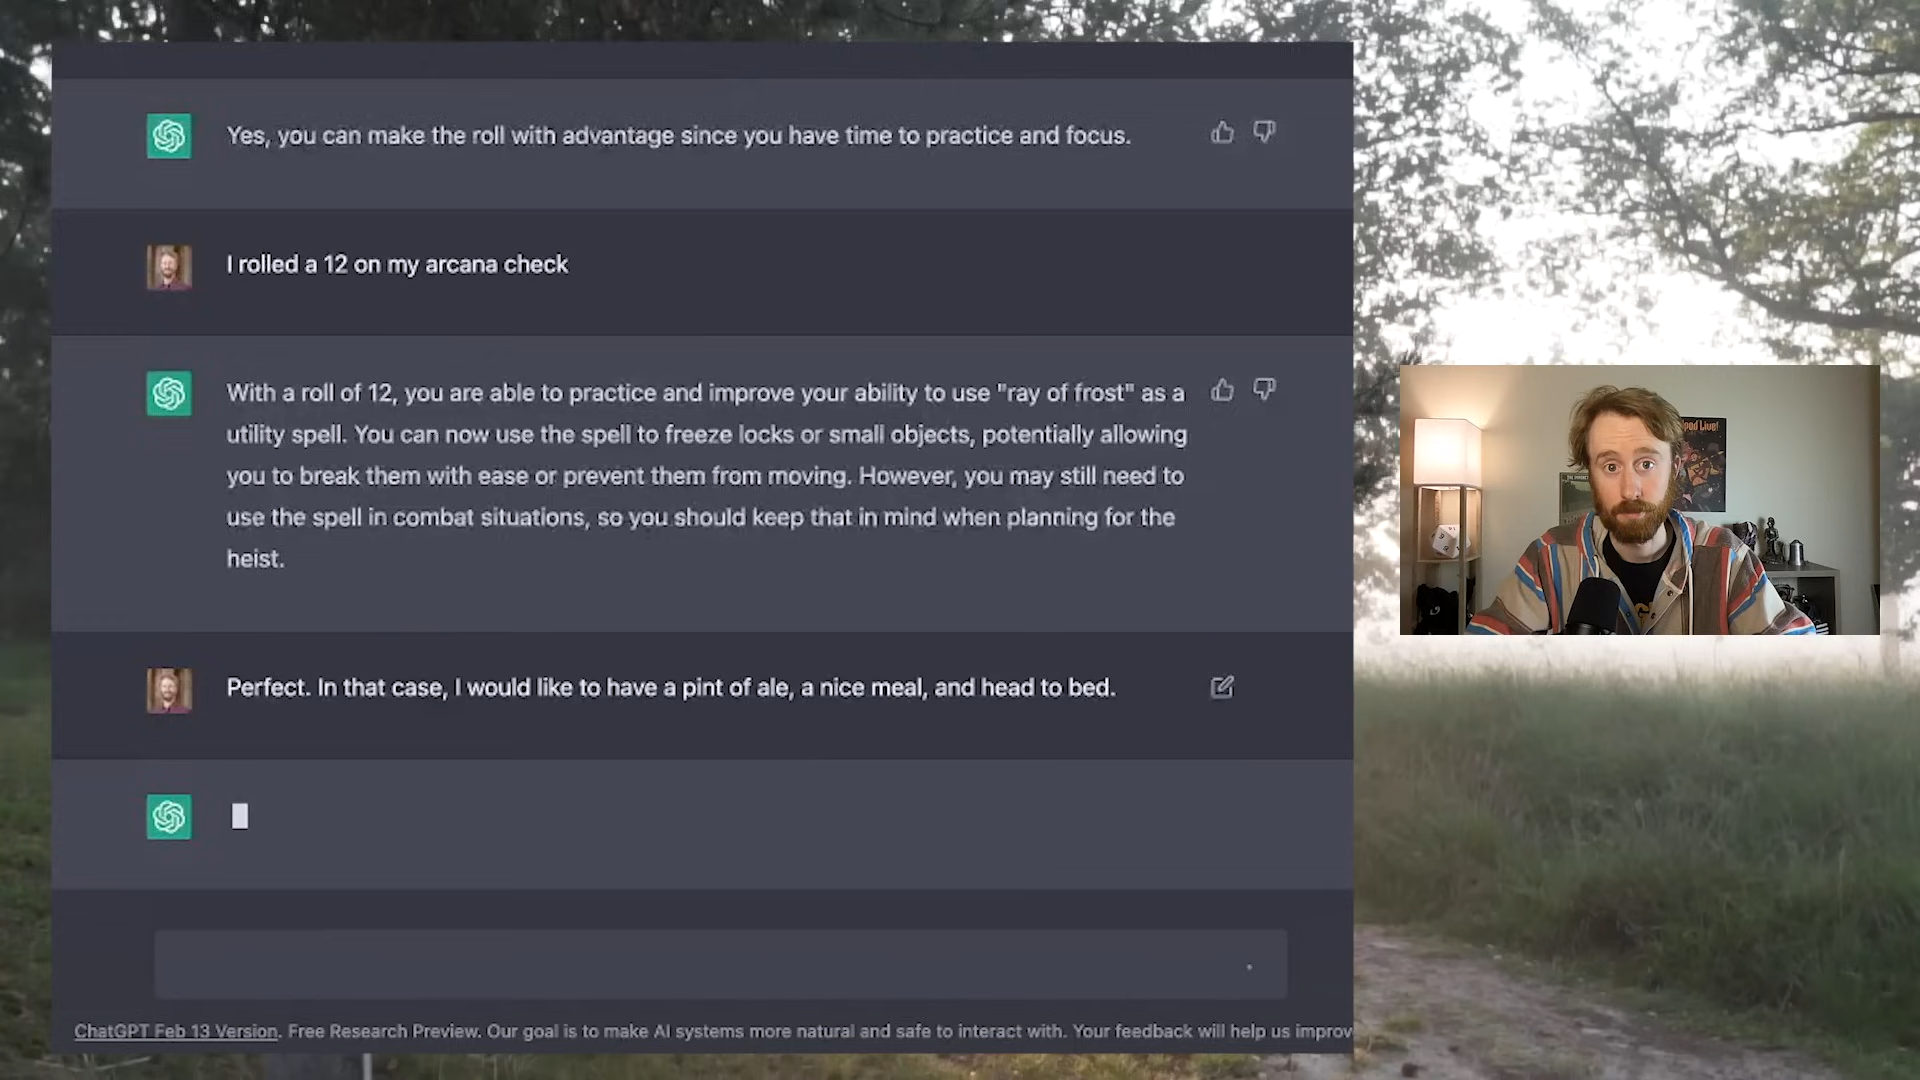 Yes, you can make the roll with advantage since you have time to practice and focus.
I rolled a 12 on my arcana check
With a roll of 12, you are able to practice and improve your ability to use "ray of frost" as a
utility spell. You can now use the spell to freeze locks or small objects, potentially allowing
you to break them with ease or prevent them from moving. However, you may still need to
use the spell in combat situations, so you should keep that in mind when planning for the
heist.
Perfect. In that case, I would like to have a pint of ale, a nice meal, and head to bed.
ChatGPT Feb 13 Version. Free Research Preview. Our goal is to make AI systems more natural and safe to interact with. Your feedback will help us improv
Live!